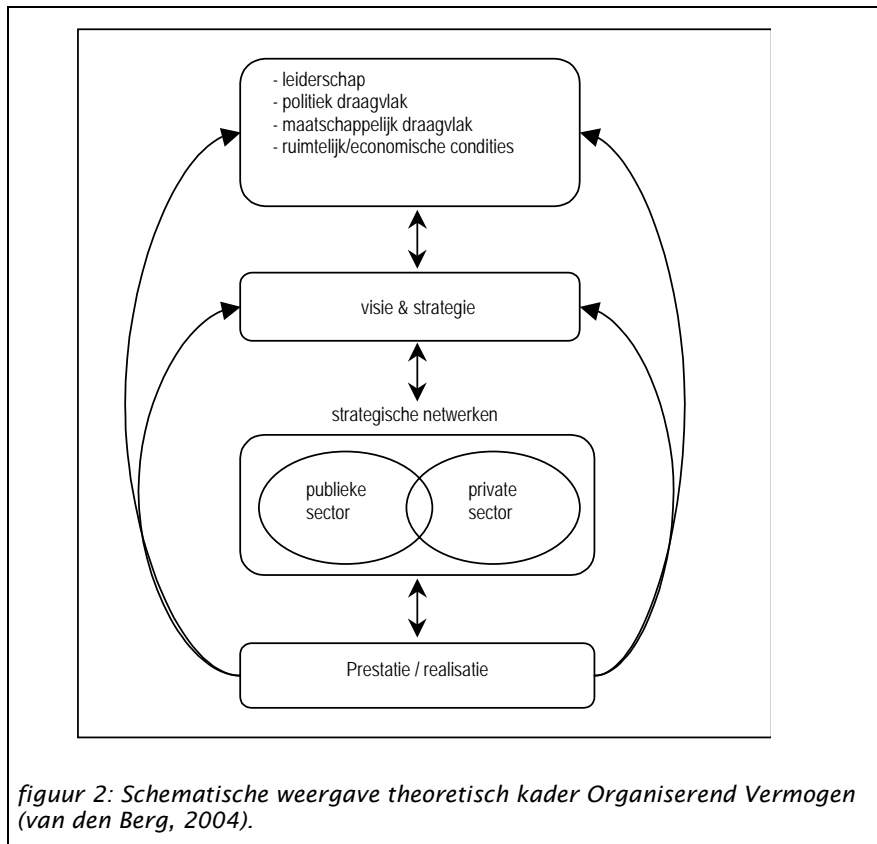 - leiderschap
- politiek draagvlak
- maatschappelijk draagvlak
- ruimtelijk/economische condities
visie & strategie
strategische netwerken
publieke
sector
private
sector
Prestatie / realisatie
figuur 2: Schematische weergave theoretisch kader Organiserend Vermogen
(van den Berg, 2004).